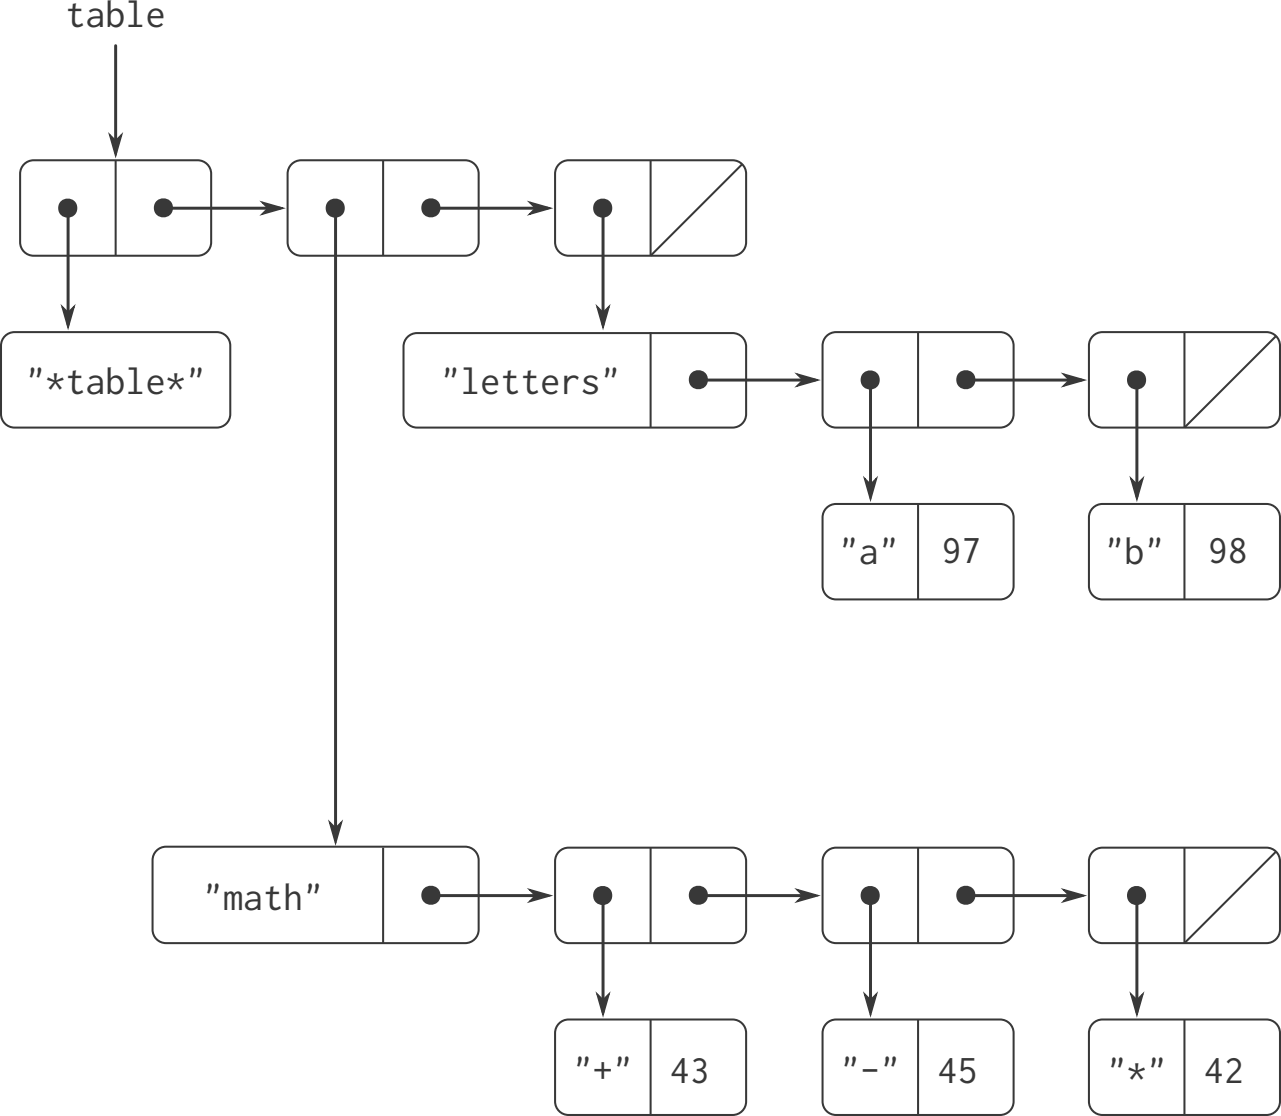 table
"*table*" "letters"
"a" 97 "b" 98
"math"
"+" 43 "-" 45 "*" 42